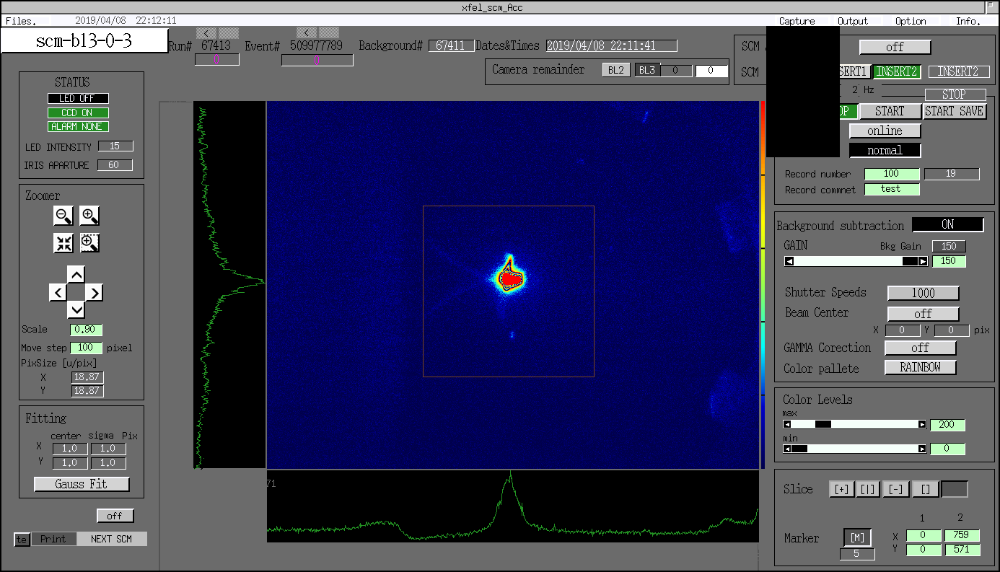 xfel_scm_Acc
Files. 2019/04/08 22:12:11 Capture Output Option Info.
scm-bl3-0-3
Run# 67413 Event# 509977789 Background# 67411 Dates&Times 2019/04/08 22:11:41
Camera remainder BL2 BL3 0 0
SCM off
SCM SERT1 INSERT2 INSERT2
2 Hz
STOP
OP START START SAVE
online
normal
Record number 100 19
Record commnet test
STATUS
LED OFF
CCD ON
ALARM NONE
LED INTENSITY 15
IRIS APARTURE 60
Zoomer
Scale 0.90
Move step 100 pixel
PixSize [u/pix]
X 18.87
Y 18.87
Fitting
center sigma Pix
X 1.0 1.0
Y 1.0 1.0
Gauss Fit
off
te Print NEXT SCM
71
Background subtraction ON
GAIN Bkg Gain 150
150
Shutter Speeds 1000
Beam Center off
X 0 Y 0 pix
GAMMA Corection off
Color pallete RAINBOW
Color Levels
max
200
min
0
Slice [+] [|] [-] []
1 2
Marker [M] X 0 759
5 Y 0 571